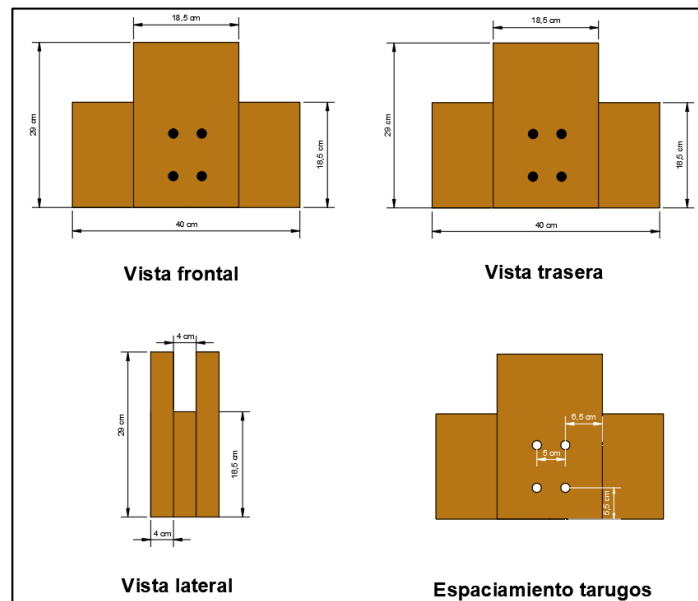 18,5 cm
18,5 cm
29 cm
18,5 cm
29 cm
18,5 cm
40 cm
40 cm
Vista frontal
Vista trasera
4 cm
29 cm
18,5 cm
4 cm
6,5 cm
5 cm
5,5 cm
Vista lateral
Espaciamiento tarugos